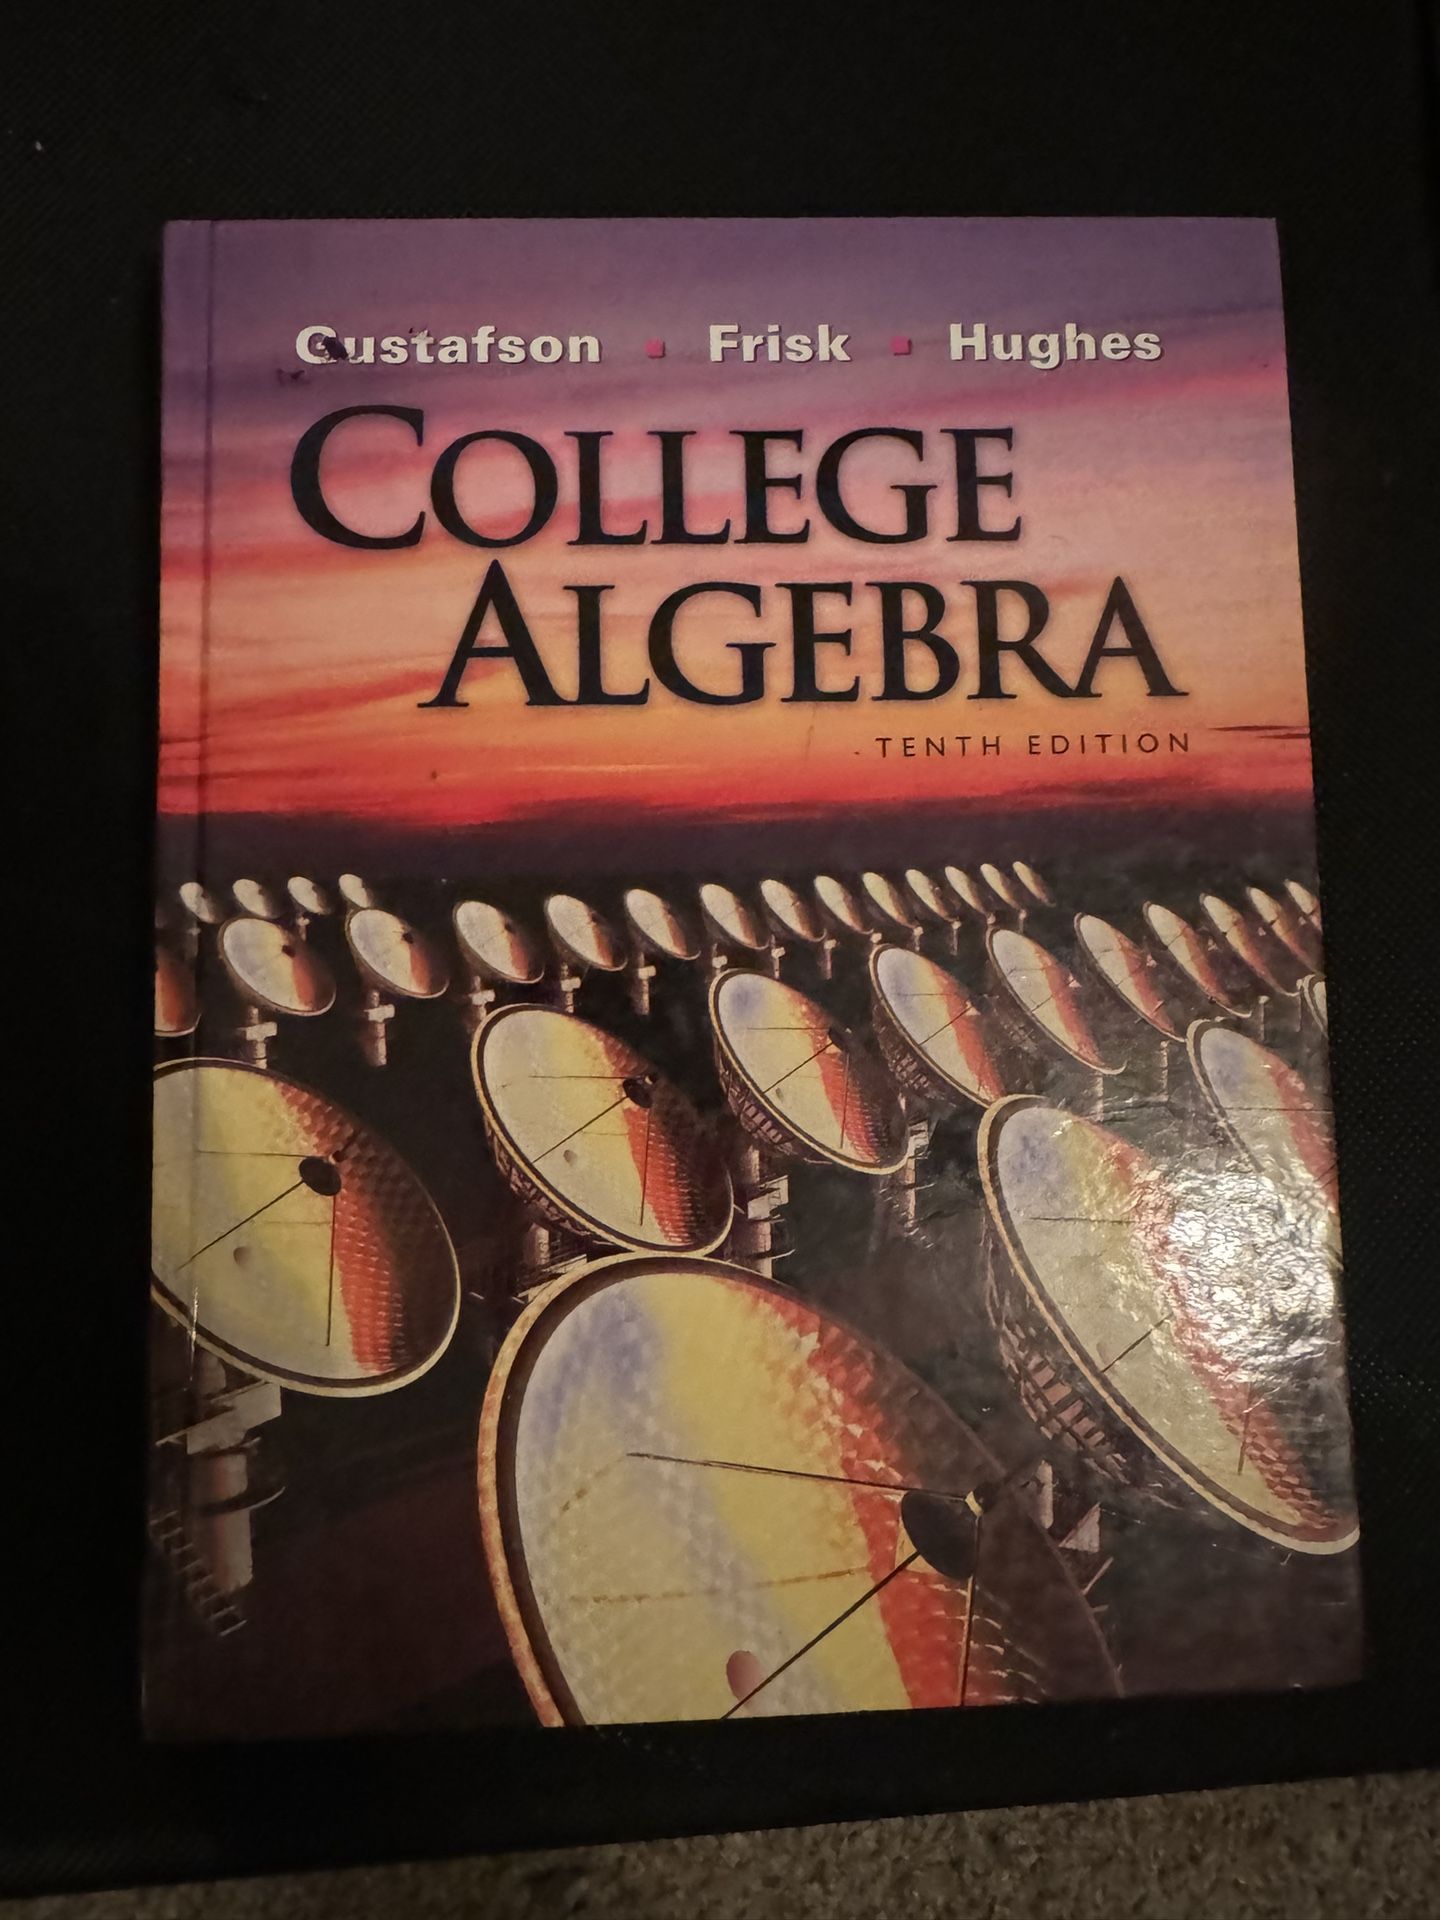 Gustafson ▪ Frisk ▪ Hughes
COLLEGE
ALGEBRA
TENTH EDITION